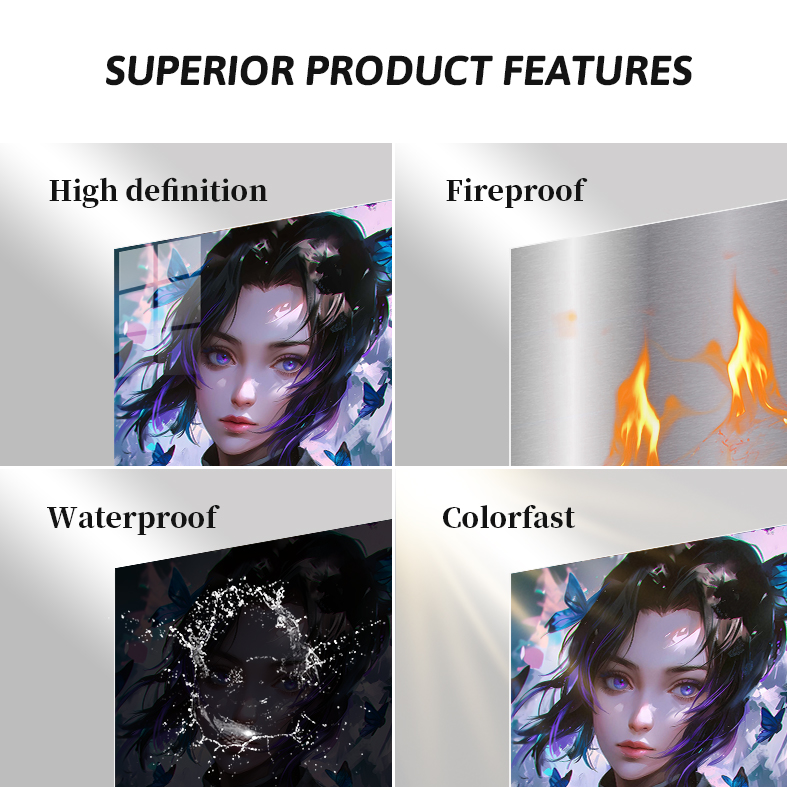 SUPERIOR PRODUCT FEATURES
High definition
Fireproof
Waterproof
Colorfast